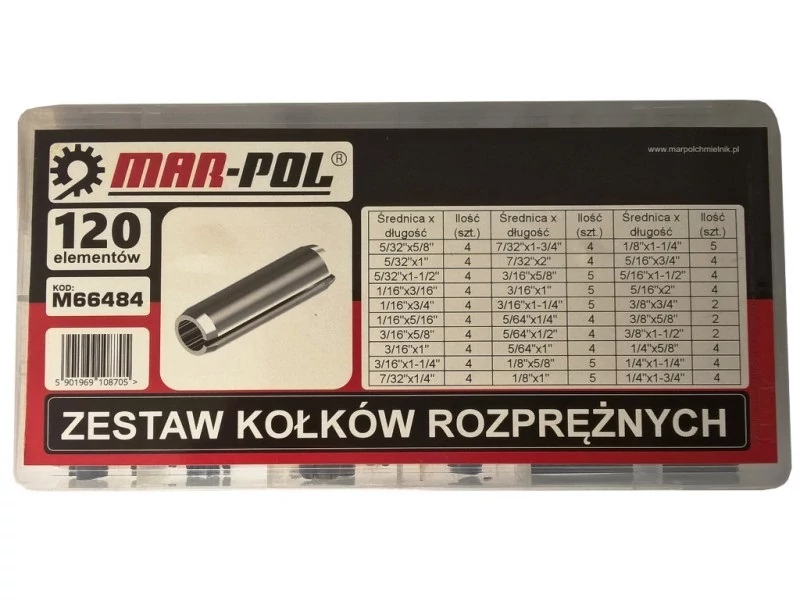 MAR-POL®
www.marpolchmielnik.pl
120
elementów
KOD:
M66484
5 901969 108705 >
Średnica x długość Ilość (szt.) Średnica x długość Ilość (szt.) Średnica x długość Ilość (szt.)
5/32"x5/8" 4 7/32"x1-3/4" 4 1/8"x1-1/4" 5
5/32"x1" 4 7/32"x2" 4 5/16"x3/4" 4
5/32"x1-1/2" 4 3/16"x5/8" 5 5/16"x1-1/2" 4
1/16"x3/16" 4 3/16"x1" 5 5/16"x2" 4
1/16"x3/4" 4 3/16"x1-1/4" 5 3/8"x3/4" 2
1/16"x5/16" 4 5/64"x1/4" 4 3/8"x5/8" 2
3/16"x5/8" 4 5/64"x1/2" 4 3/8"x1-1/2" 2
3/16"x1" 4 5/64"x1" 4 1/4"x5/8" 4
3/16"x1-1/4" 4 1/8"x5/8" 5 1/4"x1-1/4" 4
7/32"x1/4" 4 1/8"x1" 5 1/4"x1-3/4" 4
ZESTAW KOŁKÓW ROZPRĘŻNYCH